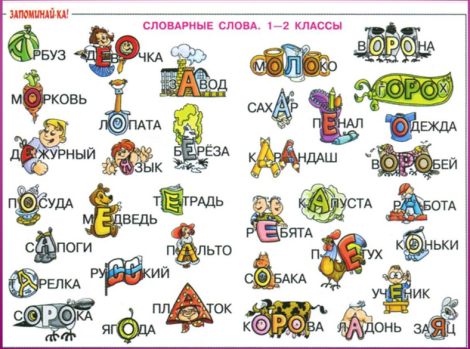 ЗАПОМИНАЙ-КА!
СЛОВАРНЫЕ СЛОВА. 1—2 КЛАССЫ
АРБУЗ
ДЕВОЧКА
ЗАВОД
МОЛОКО
ВОРОНА
МОРКОВЬ
ЛОПАТА
САХАР
ПЕНАЛ
ГОРОХ
ОДЕЖДА
ДЕЖУРНЫЙ
ЯЗЫК
БЕРЁЗА
КАРАНДАШ
ВОРОБЕЙ
ПОСУДА
МЕДВЕДЬ
ТЕТРАДЬ
РЕБЯТА
КАПУСТА
РАБОТА
САПОГИ
ПАЛЬТО
ПЕТУХ
КОНЬКИ
ТАРЕЛКА
РУССКИЙ
СОБАКА
УЧЕНИК
СОРОКА
ЯГОДА
ПЛАТОК
КОРОВА
ЛАДОНЬ
ЗАЯЦ